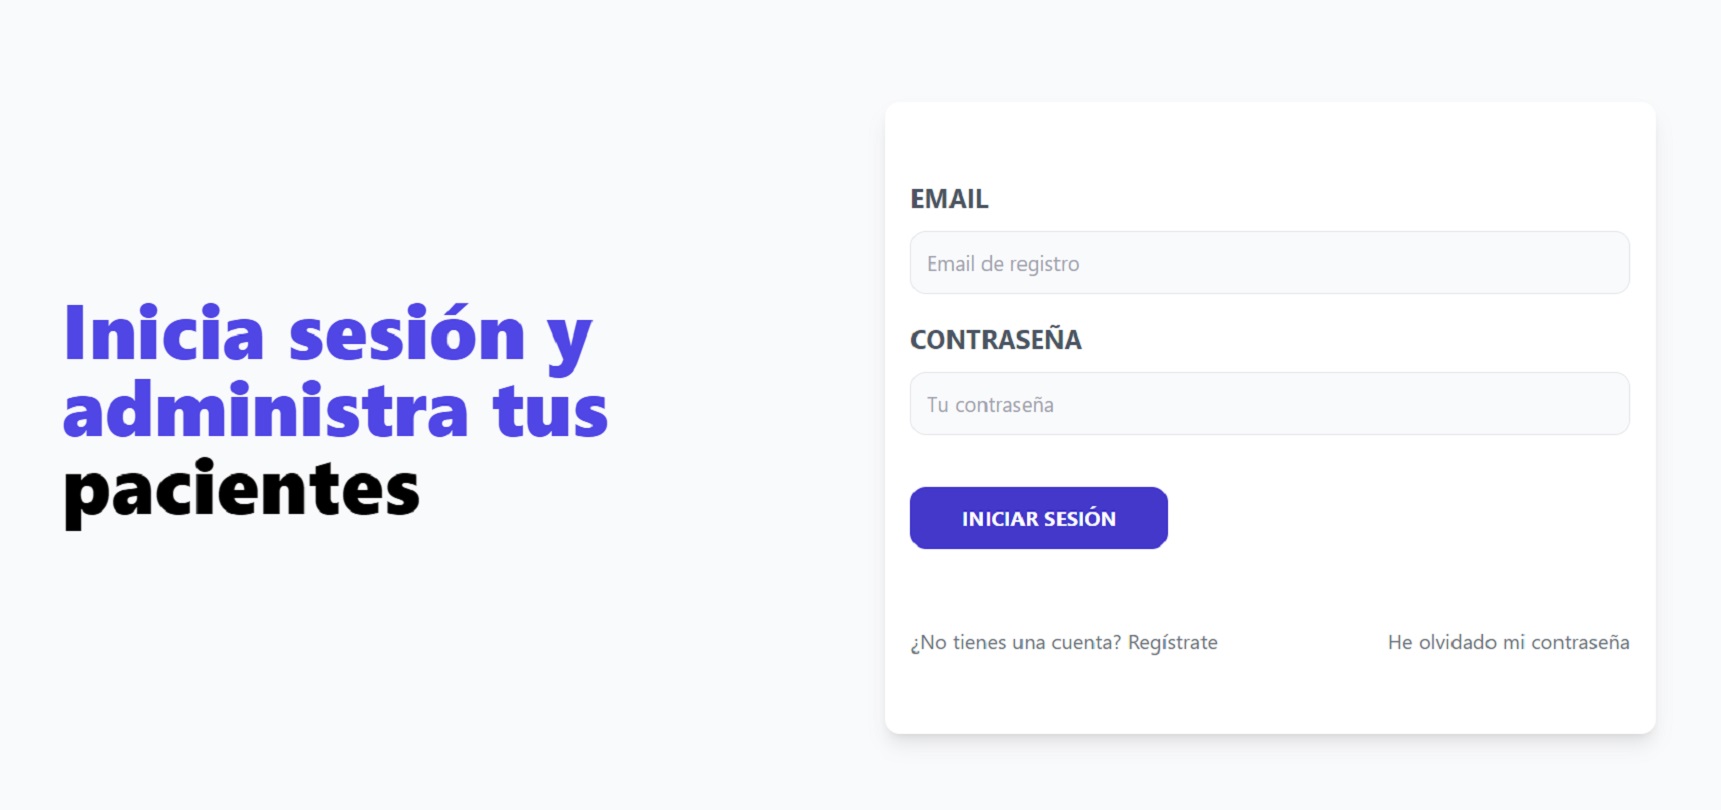 Inicia sesión y
administra tus
pacientes
EMAIL
Email de registro
CONTRASEÑA
Tu contraseña
INICIAR SESIÓN
¿No tienes una cuenta? Regístrate
He olvidado mi contraseña